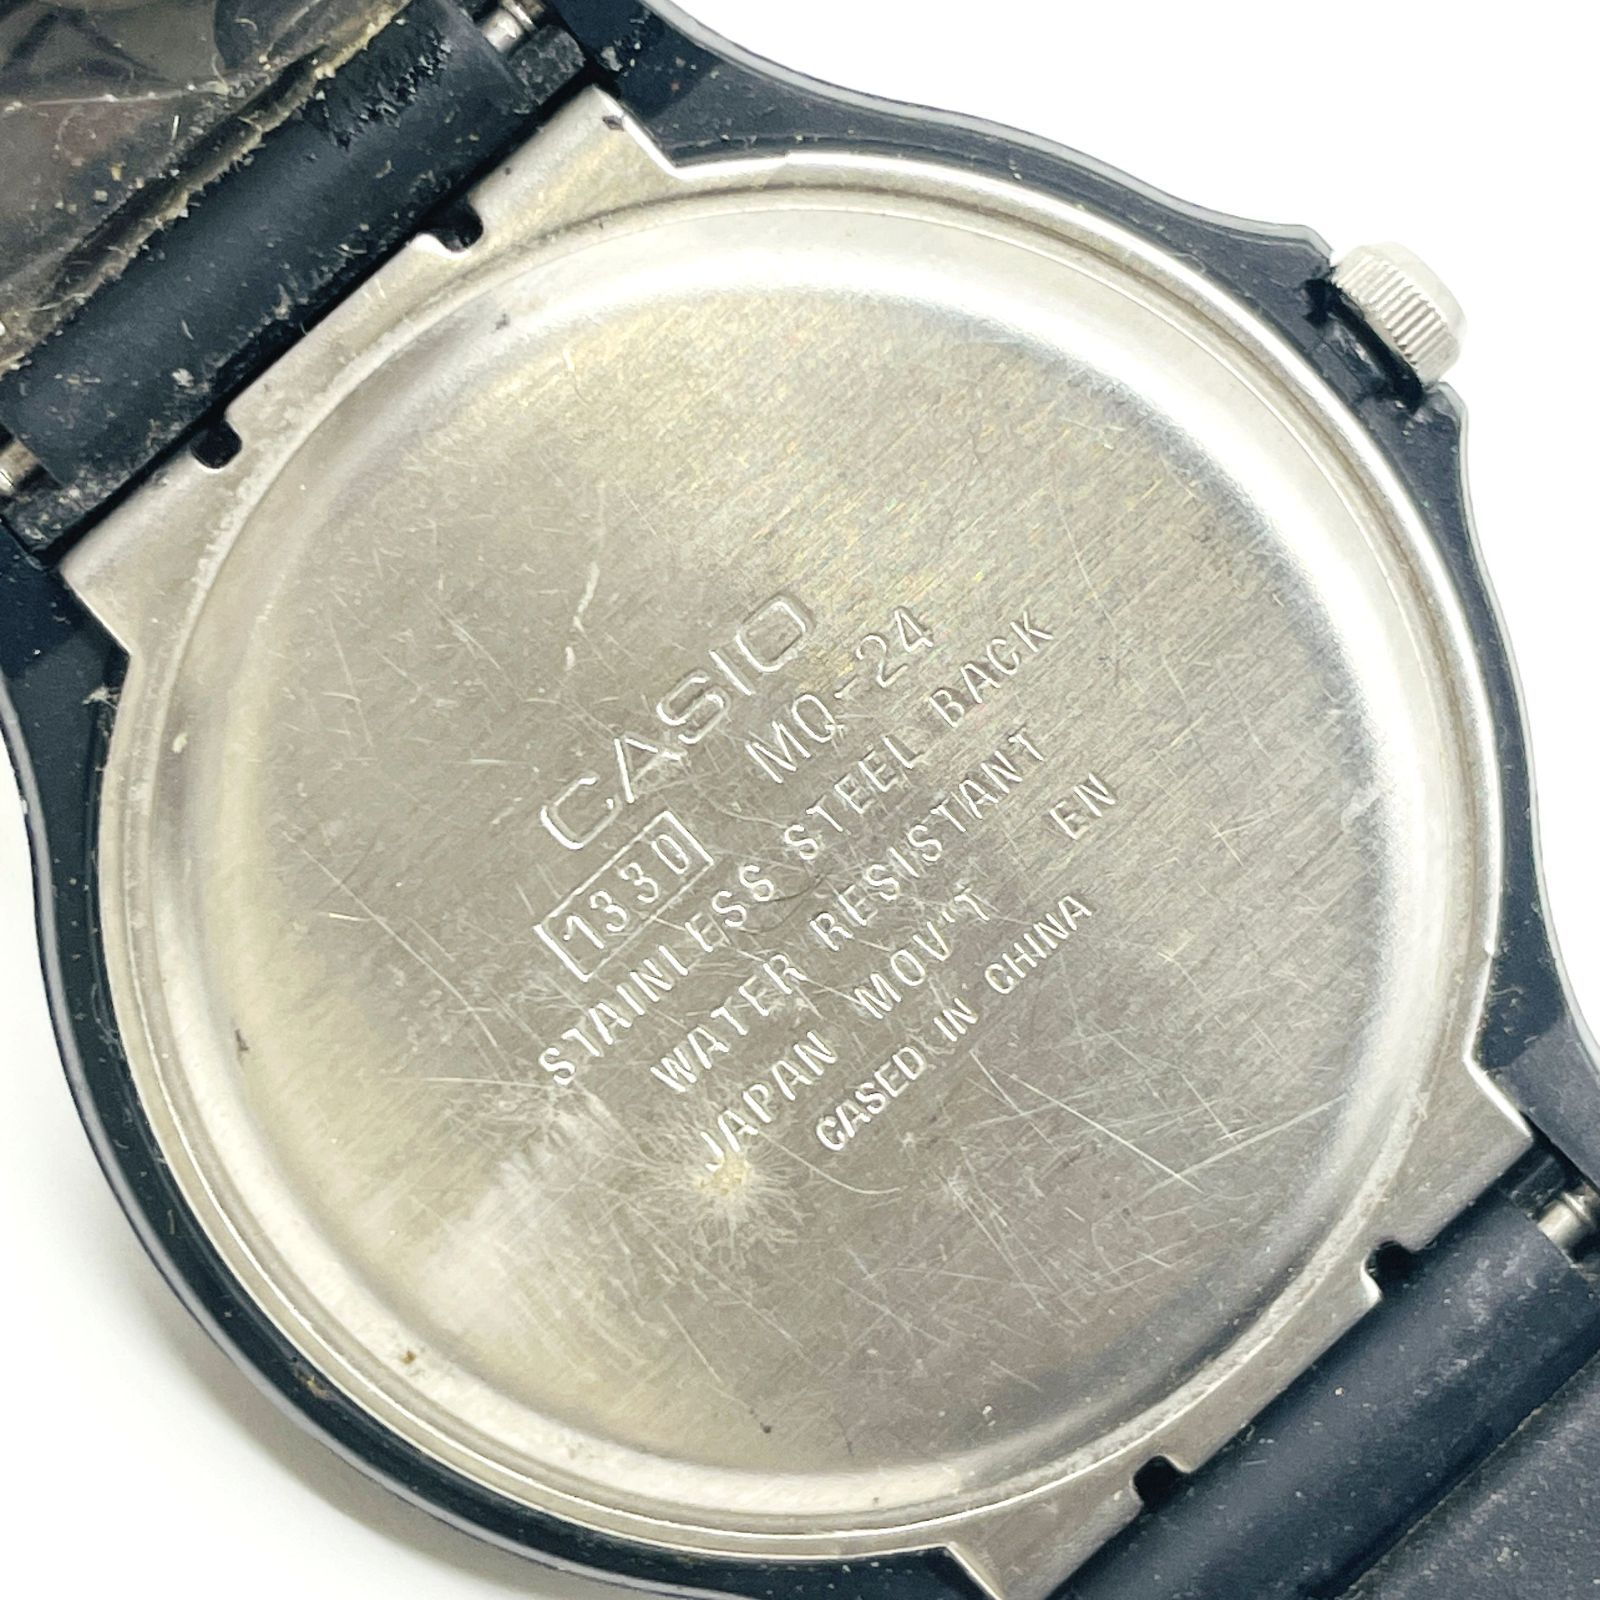 CASIO
1330 MQ-24
STAINLESS STEEL BACK
WATER RESISTANT
JAPAN MOV'T EN
CASED IN CHINA